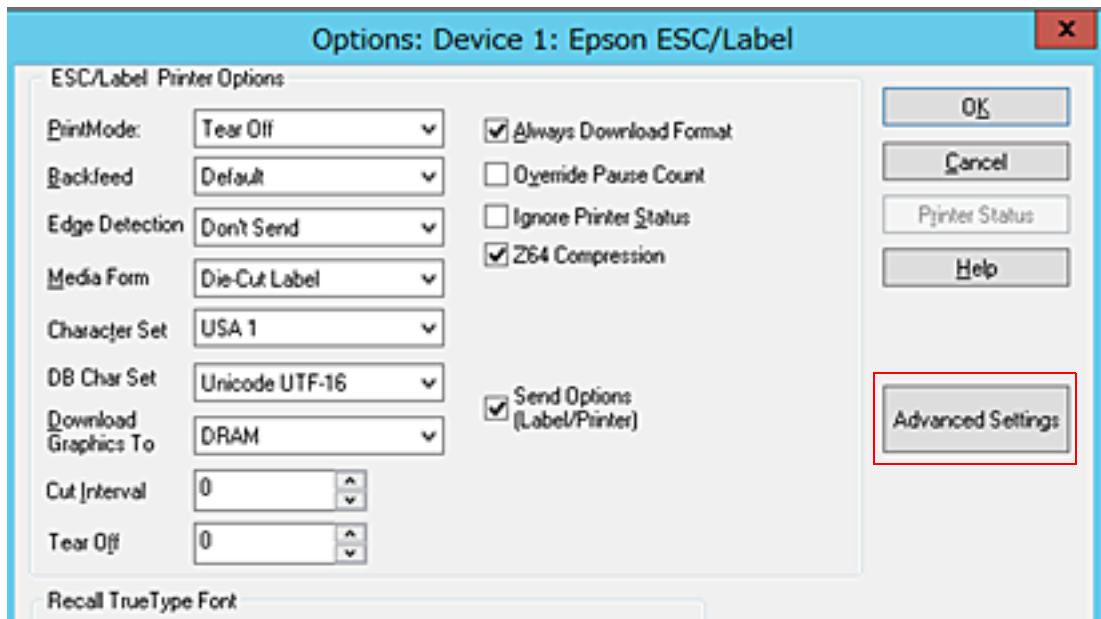 Options: Device 1: Epson ESC/Label
x
ESC/Label Printer Options
PrintMode:
Tear Off
Always Download Format
OK
Backfeed
Default
Override Pause Count
Cancel
Edge Detection
Don't Send
Ignore Printer Status
Printer Status
Z64 Compression
Media Form
Die-Cut Label
Help
Character Set
USA 1
DB Char Set
Unicode UTF-16
Send Options
(Label/Printer)
Advanced Settings
Download
Graphics To
DRAM
Cut Interval
0
Tear Off
0
Recall TrueType Font